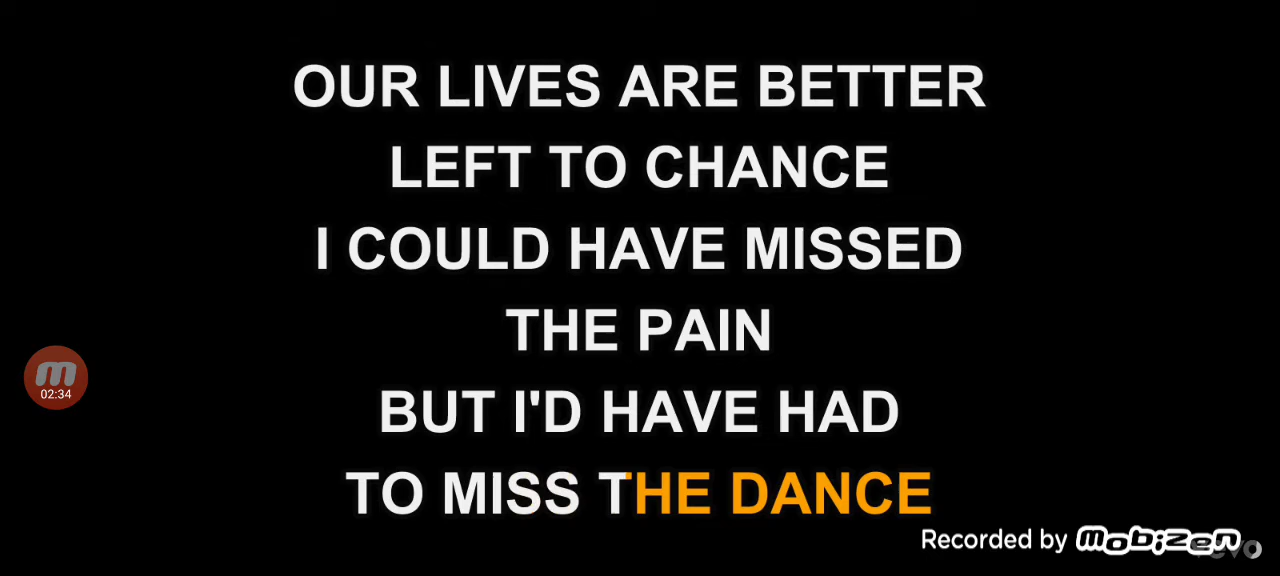 OUR LIVES ARE BETTER
LEFT TO CHANCE
I COULD HAVE MISSED
THE PAIN
BUT I'D HAVE HAD
TO MISS THE DANCE
02:34
Recorded by mobizen